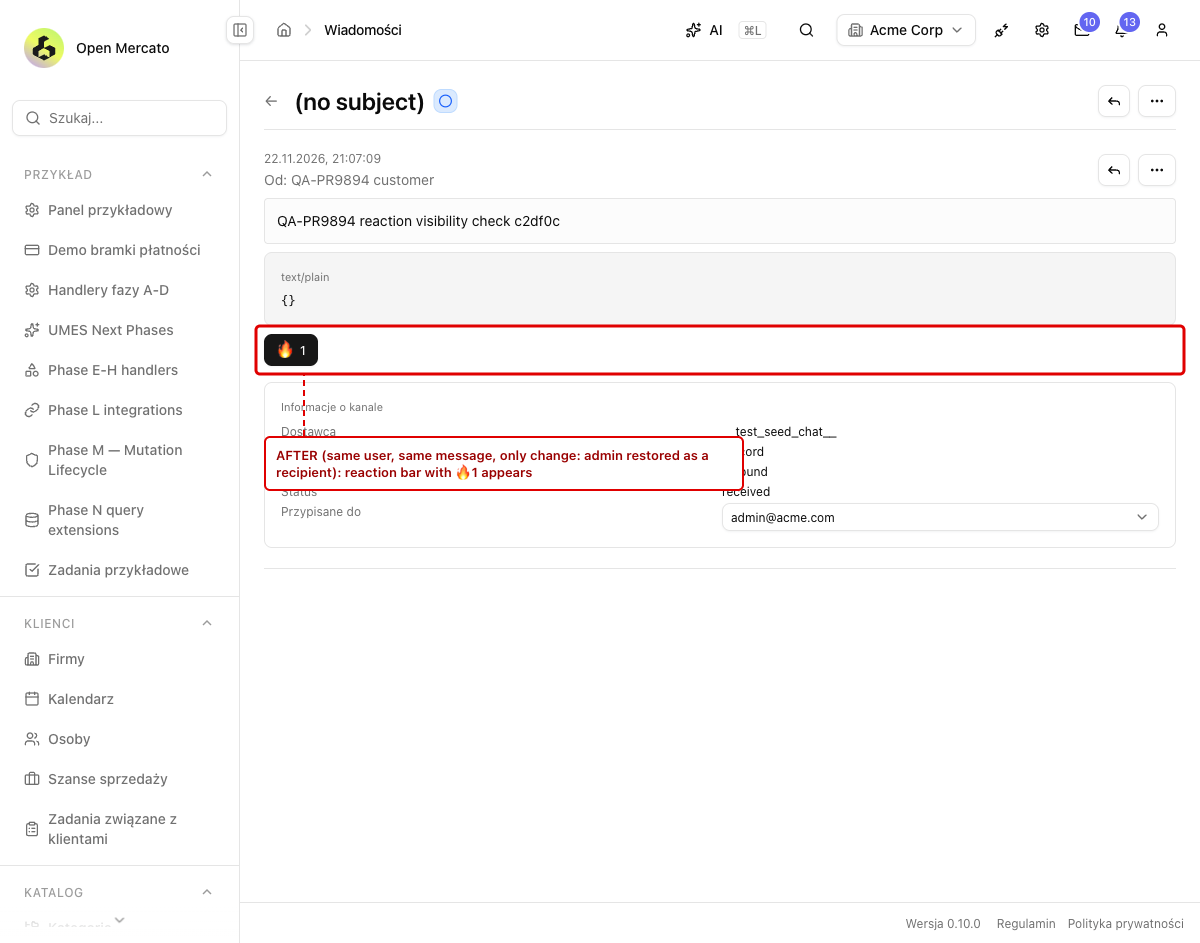 Open Mercato
Szukaj...
PRZYKŁAD
Panel przykładowy
Demo bramki płatności
Handlery fazy A-D
UMES Next Phases
Phase E-H handlers
Phase L integrations
Phase M — Mutation
Lifecycle
Phase N query
extensions
Zadania przykładowe
KLIENCI
Firmy
Kalendarz
Osoby
Szanse sprzedaży
Zadania związane z
klientami
KATALOG
Wiadomości
AI ⌘L
Acme Corp
10
13
(no subject)
22.11.2026, 21:07:09
Od: QA-PR9894 customer
QA-PR9894 reaction visibility check c2df0c
text/plain
{}
🔥 1
Informacje o kanale
Dostawca
test_seed_chat__
AFTER (same user, same message, only change: admin restored as a
recipient): reaction bar with 🔥1 appears
Status
received
Przypisane do
admin@acme.com
Wersja 0.10.0 Regulamin Polityka prywatności